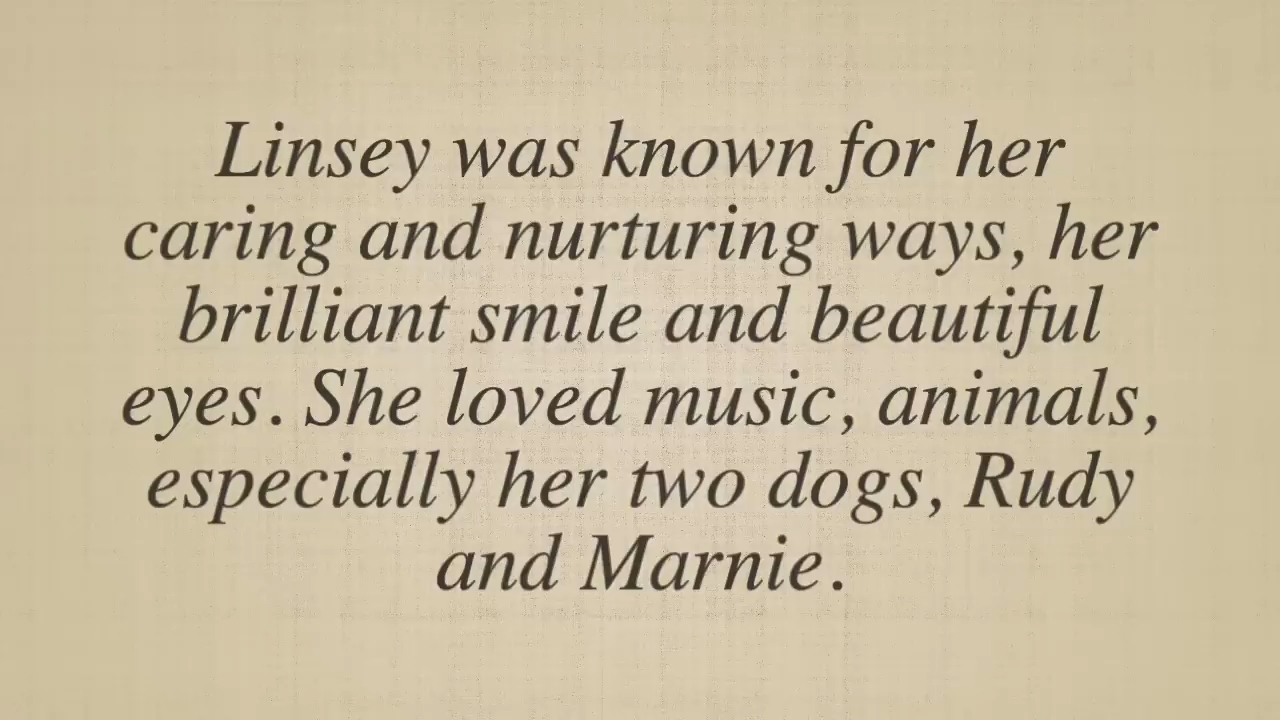 Linsey was known for her
caring and nurturing ways, her
brilliant smile and beautiful
eyes. She loved music, animals,
especially her two dogs, Rudy
and Marnie.